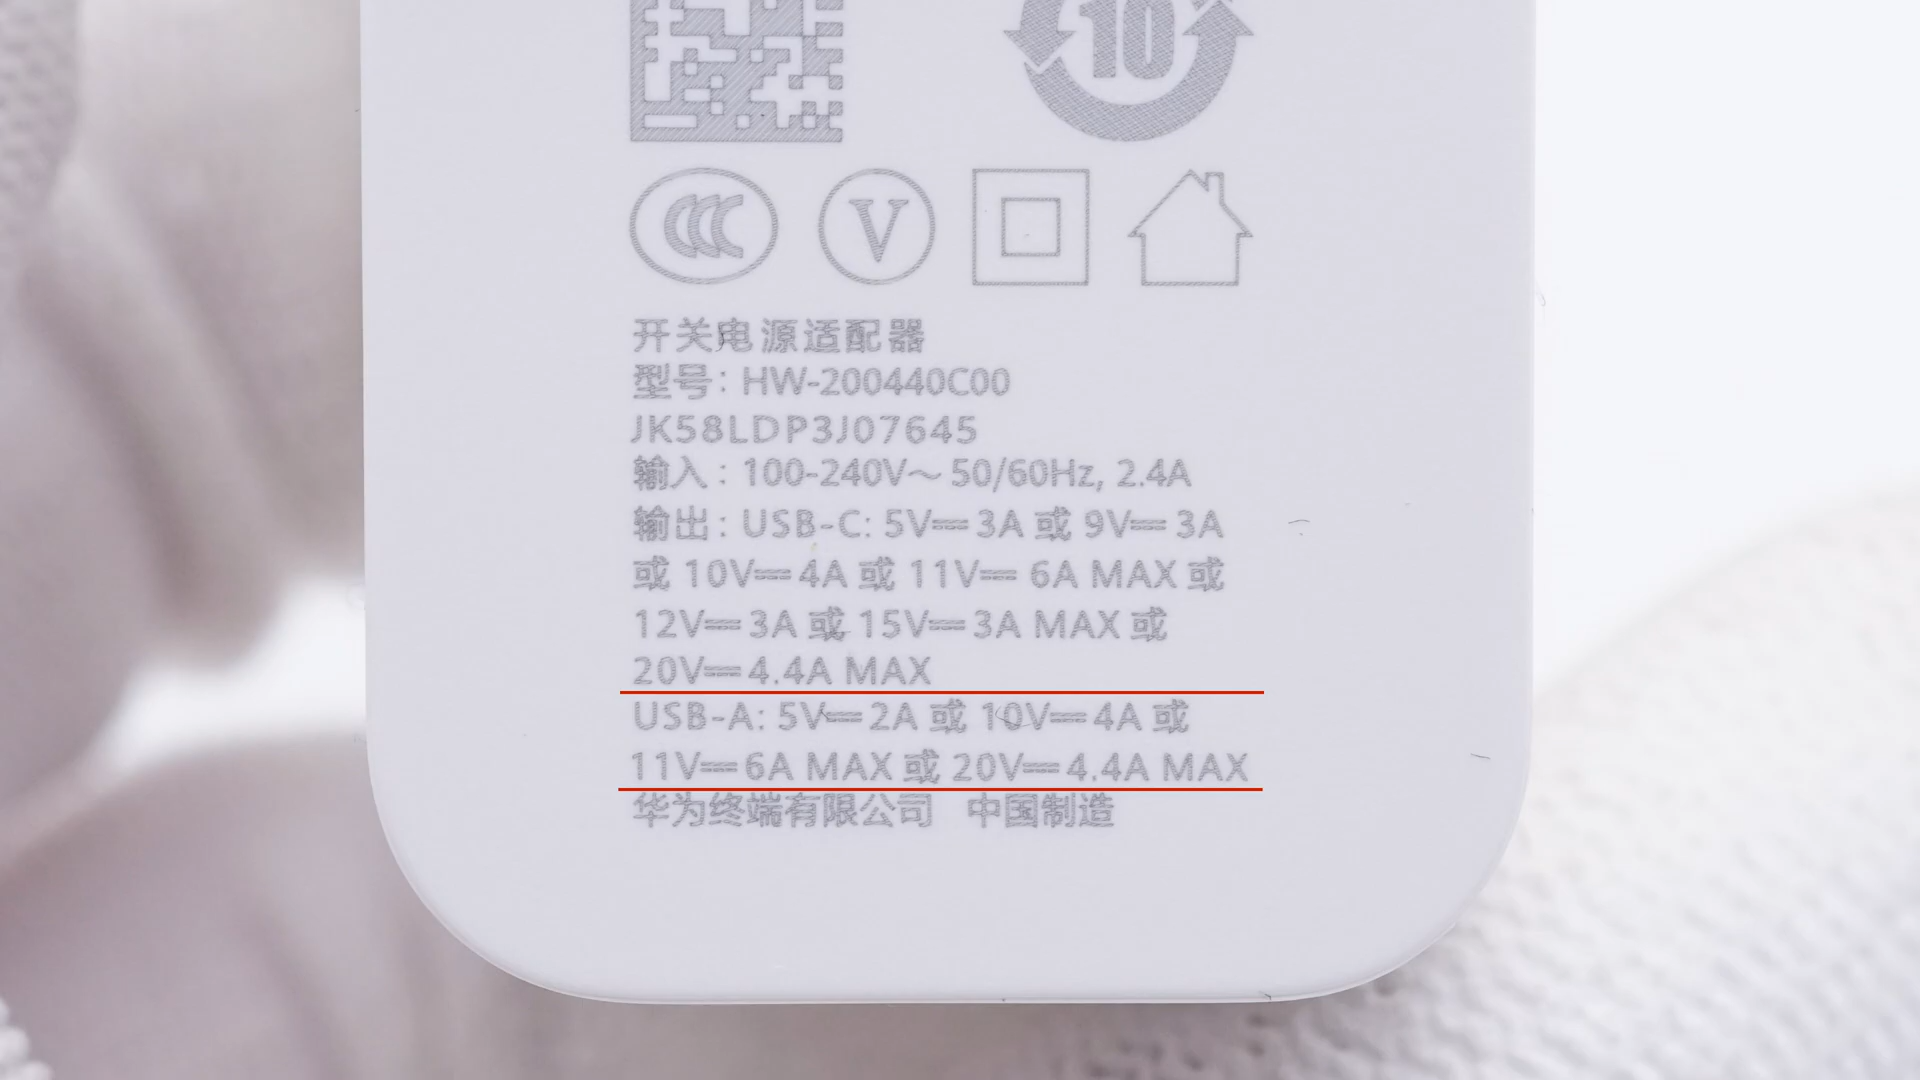 10
CCC V
开关电源适配器
型号: HW-200440C00
JK58LDP3J07645
输入: 100-240V～ 50/60Hz, 2.4A
输出: USB-C: 5V⎓3A 或 9V⎓3A
或 10V⎓4A 或 11V⎓6A MAX 或
12V⎓3A 或 15V⎓3A MAX 或
20V⎓4.4A MAX
USB-A: 5V⎓2A 或 10V⎓4A 或
11V⎓6A MAX 或 20V⎓4.4A MAX
华为终端有限公司 中国制造